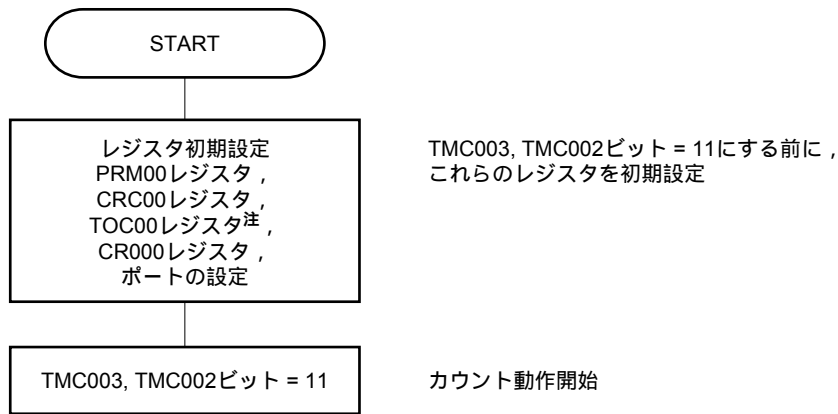 START
レジスタ初期設定
PRM00レジスタ,
CRC00レジスタ,
TOC00レジスタ注,
CR000レジスタ,
ポートの設定
TMC003, TMC002ビット = 11にする前に,
これらのレジスタを初期設定
TMC003, TMC002ビット = 11
カウント動作開始